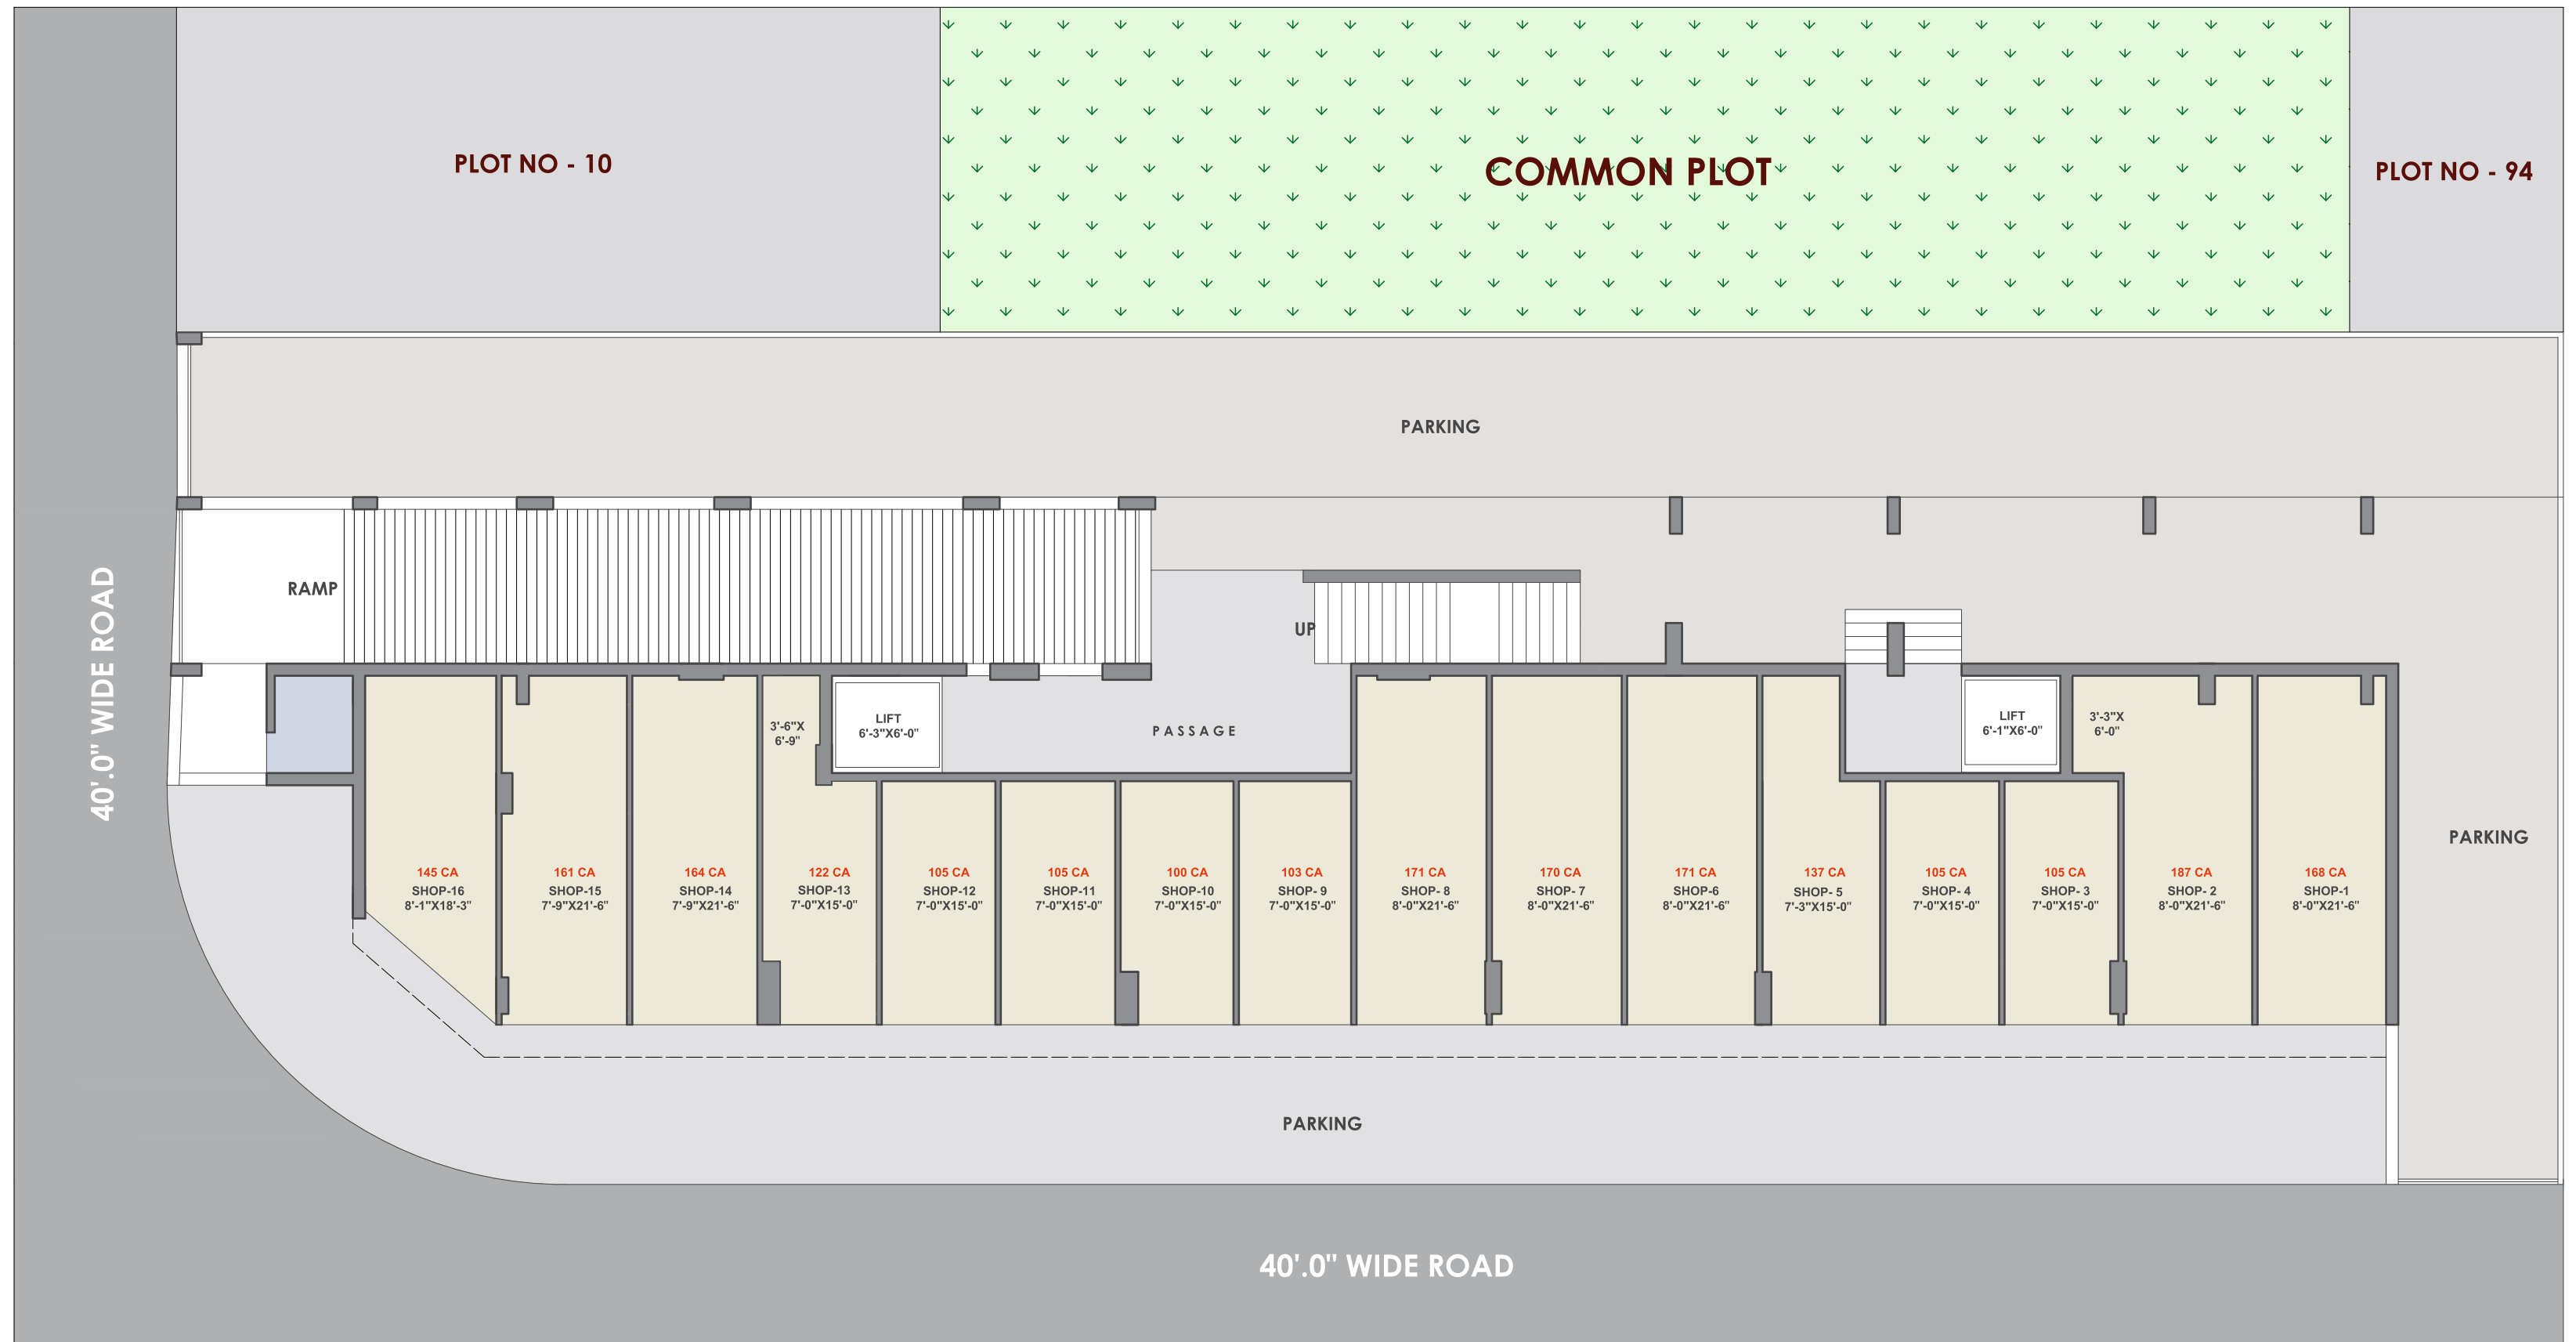 PLOT NO - 10
COMMON PLOT
PLOT NO - 94
PARKING
40'.0" WIDE ROAD
RAMP
UP
3'-6"X
6'-9"
LIFT
6'-3"X6'-0"
PASSAGE
LIFT
6'-1"X6'-0"
3'-3"X
6'-0"
PARKING
145 CA
SHOP-16
8'-1"X18'-3"
161 CA
SHOP-15
7'-9"X21'-6"
164 CA
SHOP-14
7'-9"X21'-6"
122 CA
SHOP-13
7'-0"X15'-0"
105 CA
SHOP-12
7'-0"X15'-0"
105 CA
SHOP-11
7'-0"X15'-0"
100 CA
SHOP-10
7'-0"X15'-0"
103 CA
SHOP- 9
7'-0"X15'-0"
171 CA
SHOP- 8
8'-0"X21'-6"
170 CA
SHOP- 7
8'-0"X21'-6"
171 CA
SHOP-6
8'-0"X21'-6"
137 CA
SHOP- 5
7'-3"X15'-0"
105 CA
SHOP- 4
7'-0"X15'-0"
105 CA
SHOP- 3
7'-0"X15'-0"
187 CA
SHOP- 2
8'-0"X21'-6"
168 CA
SHOP-1
8'-0"X21'-6"
PARKING
40'.0" WIDE ROAD